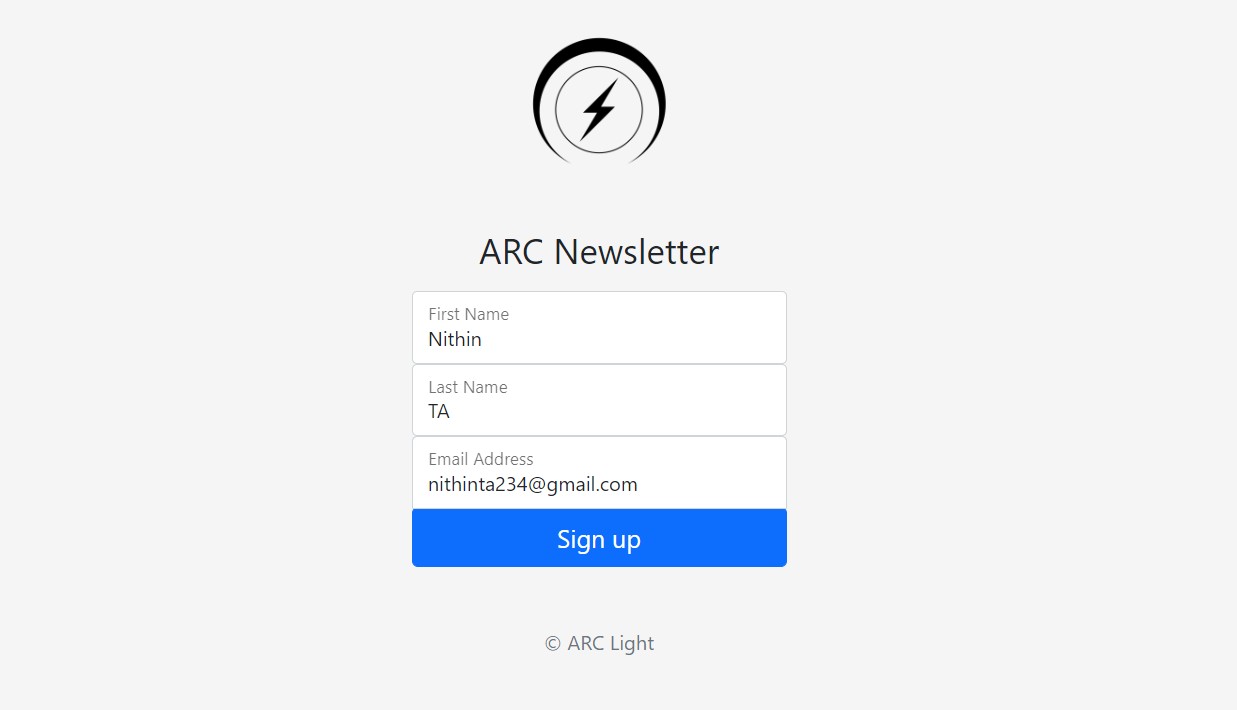 ARC Newsletter
First Name
Nithin
Last Name
TA
Email Address
nithinta234@gmail.com
Sign up
© ARC Light